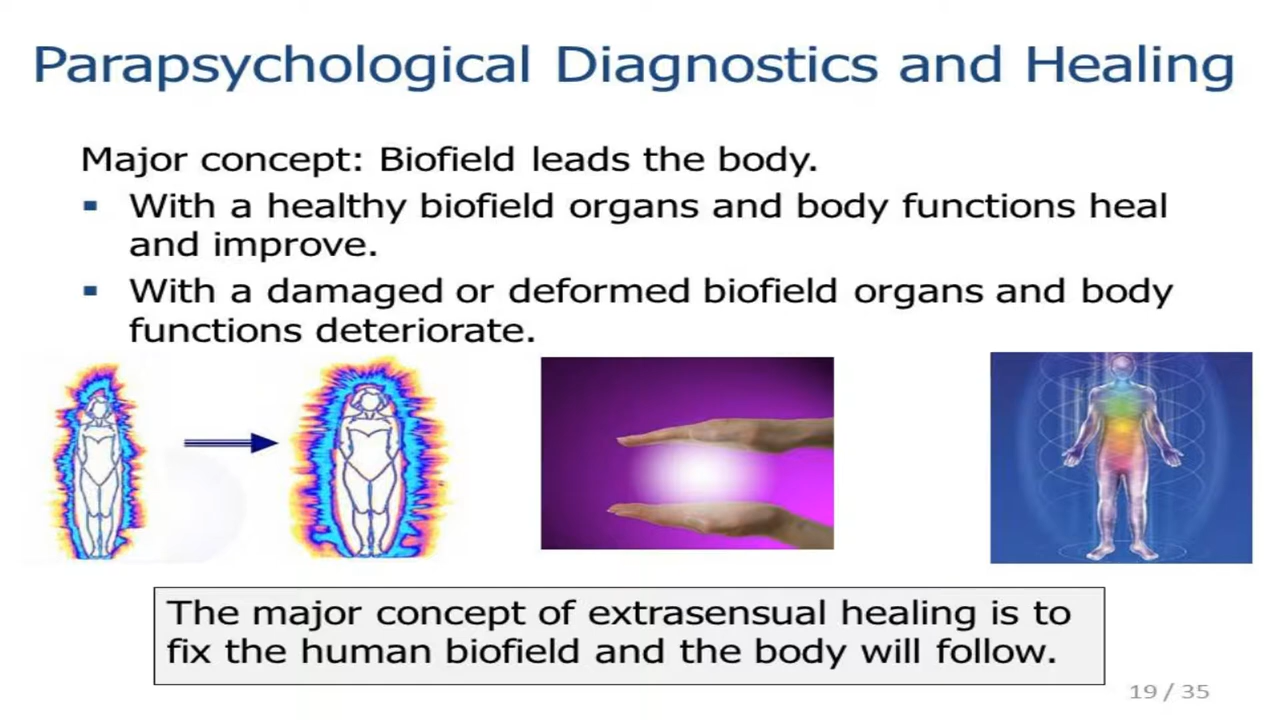 Parapsychological Diagnostics and Healing
Major concept: Biofield leads the body.
▪ With a healthy biofield organs and body functions heal
and improve.
▪ With a damaged or deformed biofield organs and body
functions deteriorate.
The major concept of extrasensual healing is to
fix the human biofield and the body will follow.
19 / 35